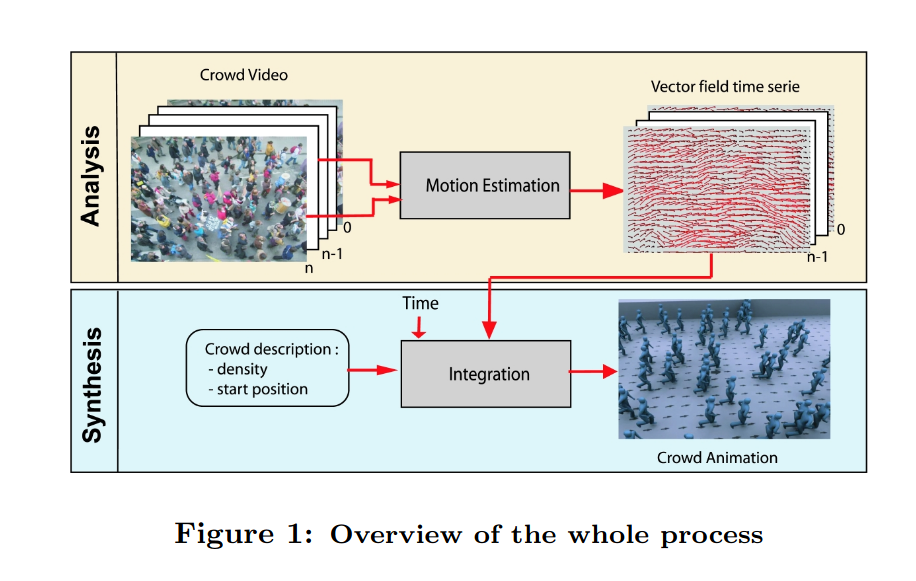 Analysis
Crowd Video
0
n-1
n
Motion Estimation
Vector field time serie
0
n-1
Synthesis
Time
Crowd description :
- density
- start position
Integration
Crowd Animation
Figure 1: Overview of the whole process